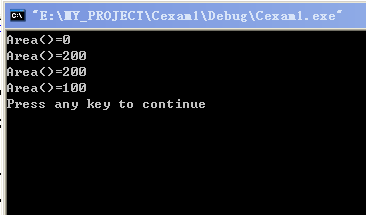 "E:\MY_PROJECT\Cexam1\Debug\Cexam1.exe"
Area()=0
Area()=200
Area()=200
Area()=100
Press any key to continue